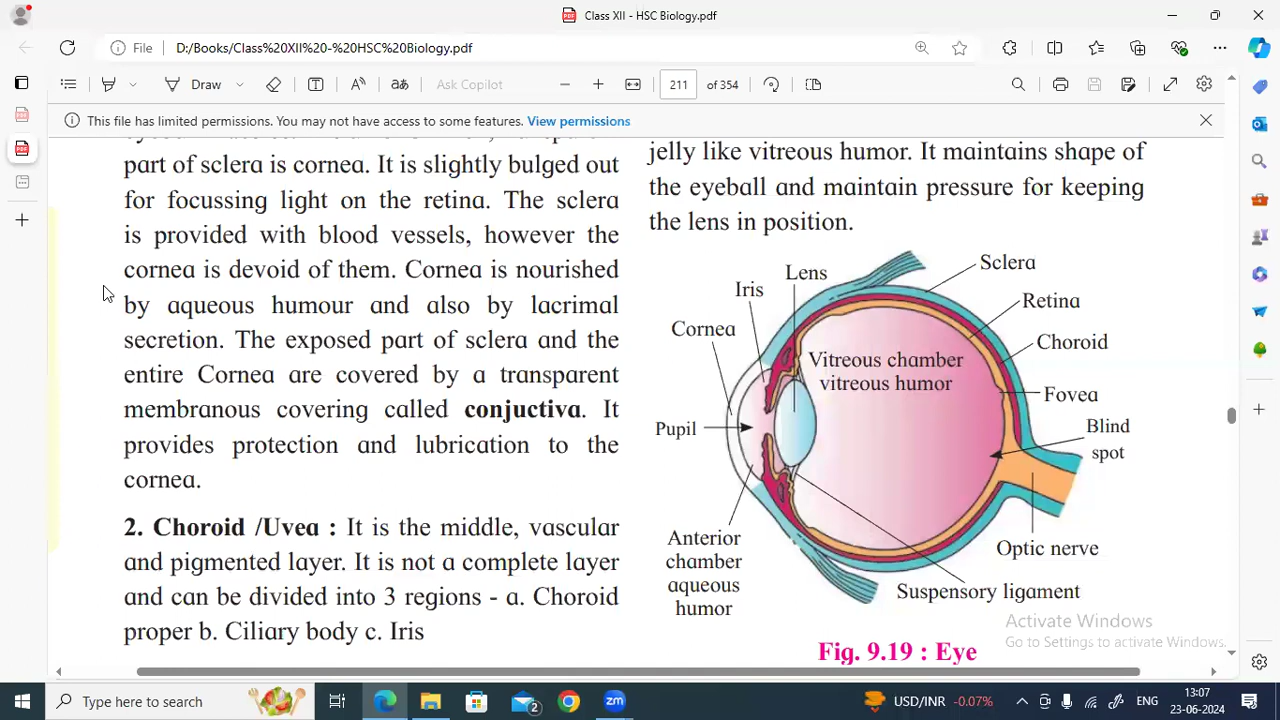 Class XII - HSC Biology.pdf
File
D:/Books/Class%20XII%20-%20HSC%20Biology.pdf
Draw
Ask Copilot
211
of 354
This file has limited permissions. You may not have access to some features. View permissions
part of sclera is cornea. It is slightly bulged out
for focussing light on the retina. The sclera
is provided with blood vessels, however the
cornea is devoid of them. Cornea is nourished
by aqueous humour and also by lacrimal
secretion. The exposed part of sclera and the
entire Cornea are covered by a transparent
membranous covering called conjuctiva. It
provides protection and lubrication to the
cornea.
2. Choroid /Uvea : It is the middle, vascular
and pigmented layer. It is not a complete layer
and can be divided into 3 regions - a. Choroid
proper b. Ciliary body c. Iris
jelly like vitreous humor. It maintains shape of
the eyeball and maintain pressure for keeping
the lens in position.
Lens
Sclera
Iris
Retina
Cornea
Choroid
Vitreous chamber
vitreous humor
Fovea
Pupil
Blind
spot
Anterior
chamber
aqueous
humor
Optic nerve
Suspensory ligament
Fig. 9.19 : Eye
Activate Windows
Go to Settings to activate Windows.
Type here to search
2
zm
USD/INR -0.07%
ENG
13:07
23-06-2024